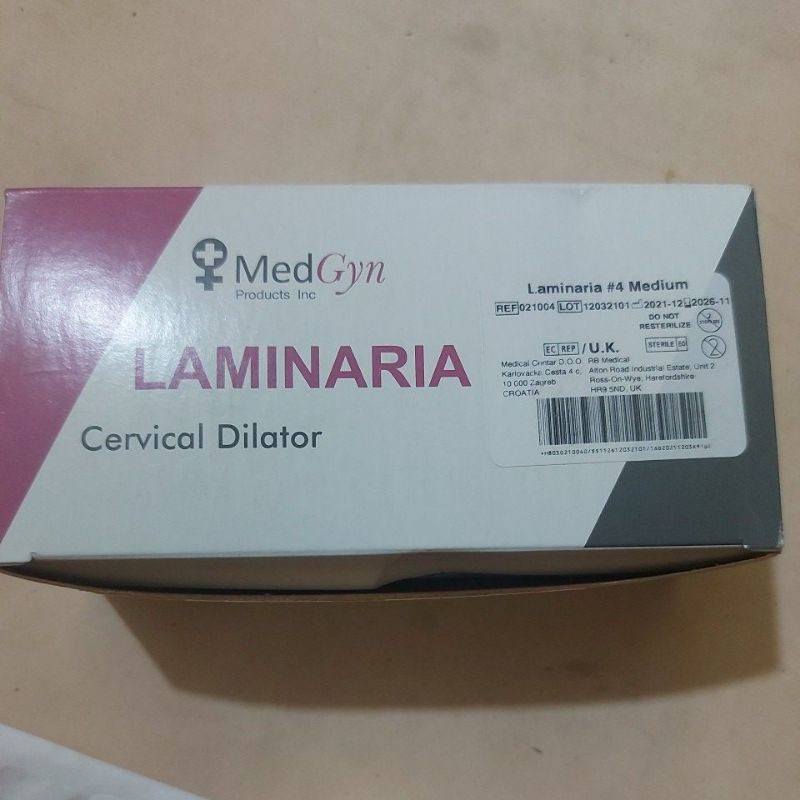 MedGyn
Products Inc
LAMINARIA
Cervical Dilator
Laminaria #4 Medium
REF 021004 LOT 12032101 2021-12 2026-11
DO NOT
RESTERILIZE
STERILE EO
EC REP / U.K.
Medical Centar D.O.O. RB Medical
Karlovacka Cesta 4 c, Alton Road Industrial Estate, Unit 2
10 000 Zagreb Ross-On-Wye, Herefordshire
CROATIA HR9 5ND, UK